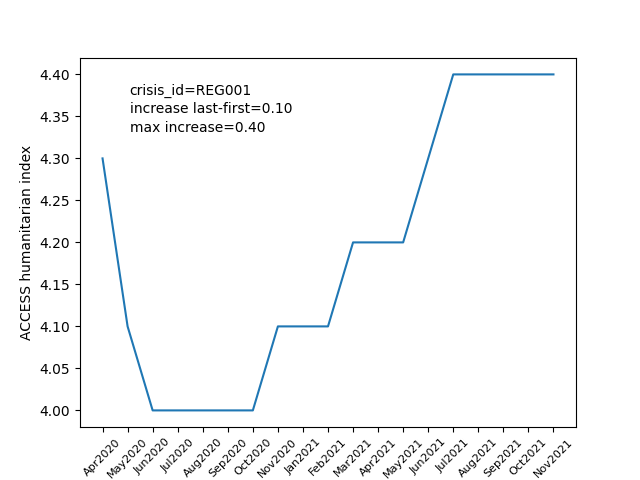 crisis_id=REG001
increase last-first=0.10
max increase=0.40
ACCESS humanitarian index
4.40
4.35
4.30
4.25
4.20
4.15
4.10
4.05
4.00
Apr2020
May2020
Jun2020
Jul2020
Aug2020
Sep2020
Oct2020
Nov2020
Jan2021
Feb2021
Mar2021
Apr2021
May2021
Jun2021
Jul2021
Aug2021
Sep2021
Oct2021
Nov2021